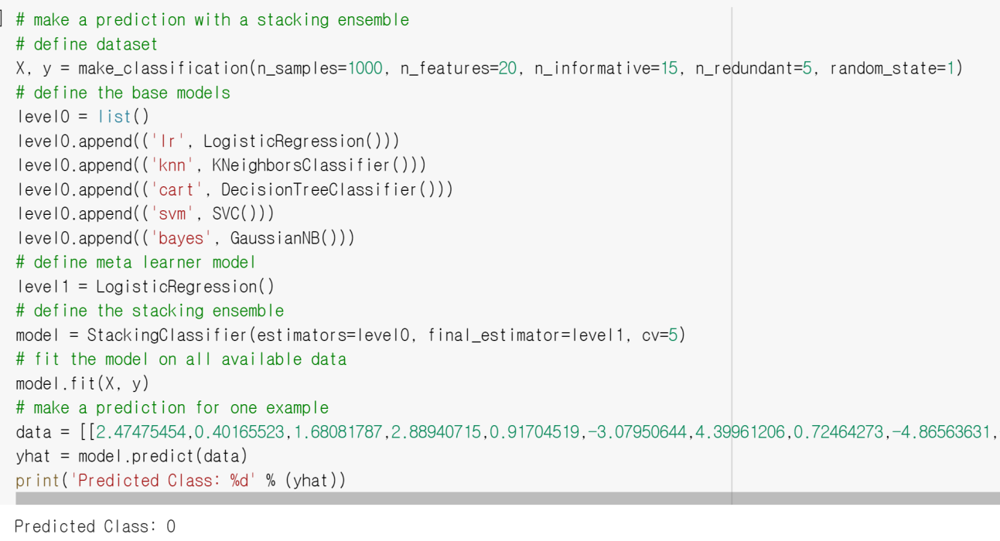 ] # make a prediction with a stacking ensemble
# define dataset
X, y = make_classification(n_samples=1000, n_features=20, n_informative=15, n_redundant=5, random_state=1)
# define the base models
level0 = list()
level0.append(('lr', LogisticRegression()))
level0.append(('knn', KNeighborsClassifier()))
level0.append(('cart', DecisionTreeClassifier()))
level0.append(('svm', SVC()))
level0.append(('bayes', GaussianNB()))
# define meta learner model
level1 = LogisticRegression()
# define the stacking ensemble
model = StackingClassifier(estimators=level0, final_estimator=level1, cv=5)
# fit the model on all available data
model.fit(X, y)
# make a prediction for one example
data = [[2.47475454,0.40165523,1.68081787,2.88940715,0.91704519,-3.07950644,4.39961206,0.72464273,-4.86563631,
yhat = model.predict(data)
print('Predicted Class: %d' % (yhat))
Predicted Class: 0